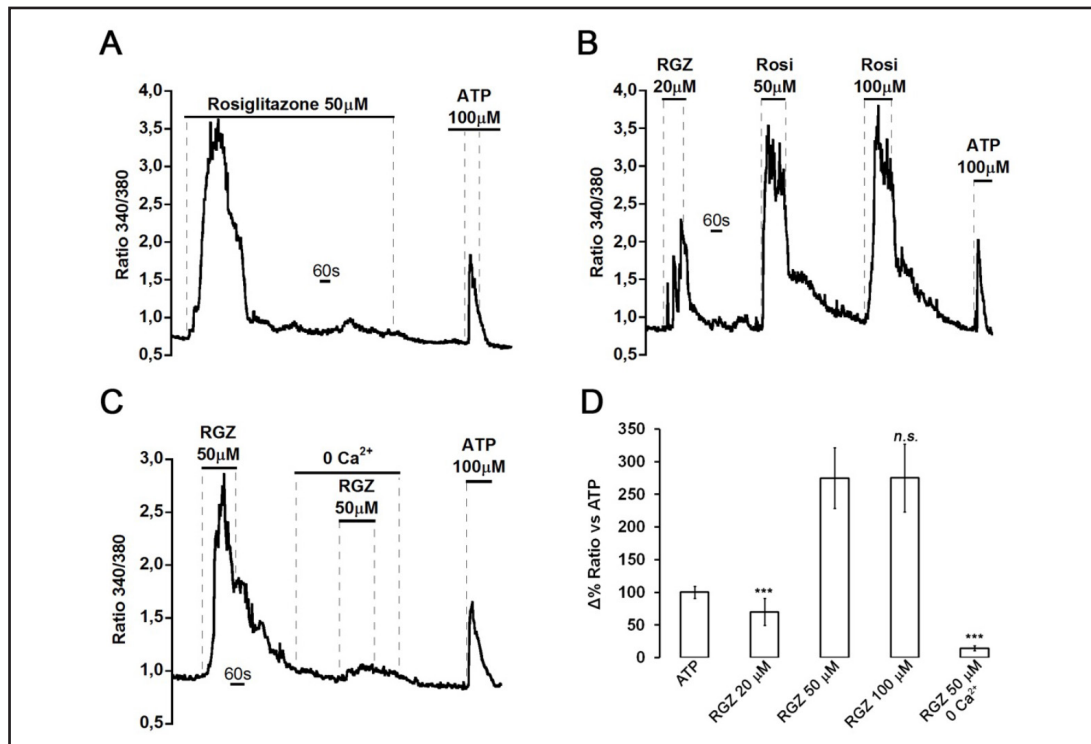 A
Ratio 340/380
4,0
3,5
3,0
2,5
2,0
1,5
1,0
0,5
Rosiglitazone 50µM
ATP
100µM
60s
B
Ratio 340/380
4,0
3,5
3,0
2,5
2,0
1,5
1,0
0,5
RGZ
20µM
Rosi
50µM
Rosi
100µM
ATP
100µM
60s
C
Ratio 340/380
3,0
2,5
2,0
1,5
1,0
0,5
RGZ
50µM
0 Ca²⁺
RGZ
50µM
ATP
100µM
60s
D
Δ% Ratio vs ATP
350
300
250
200
150
100
50
0
***
n.s.
***
ATP
RGZ 20 µM
RGZ 50 µM
RGZ 100 µM
RGZ 50 µM
0 Ca²⁺